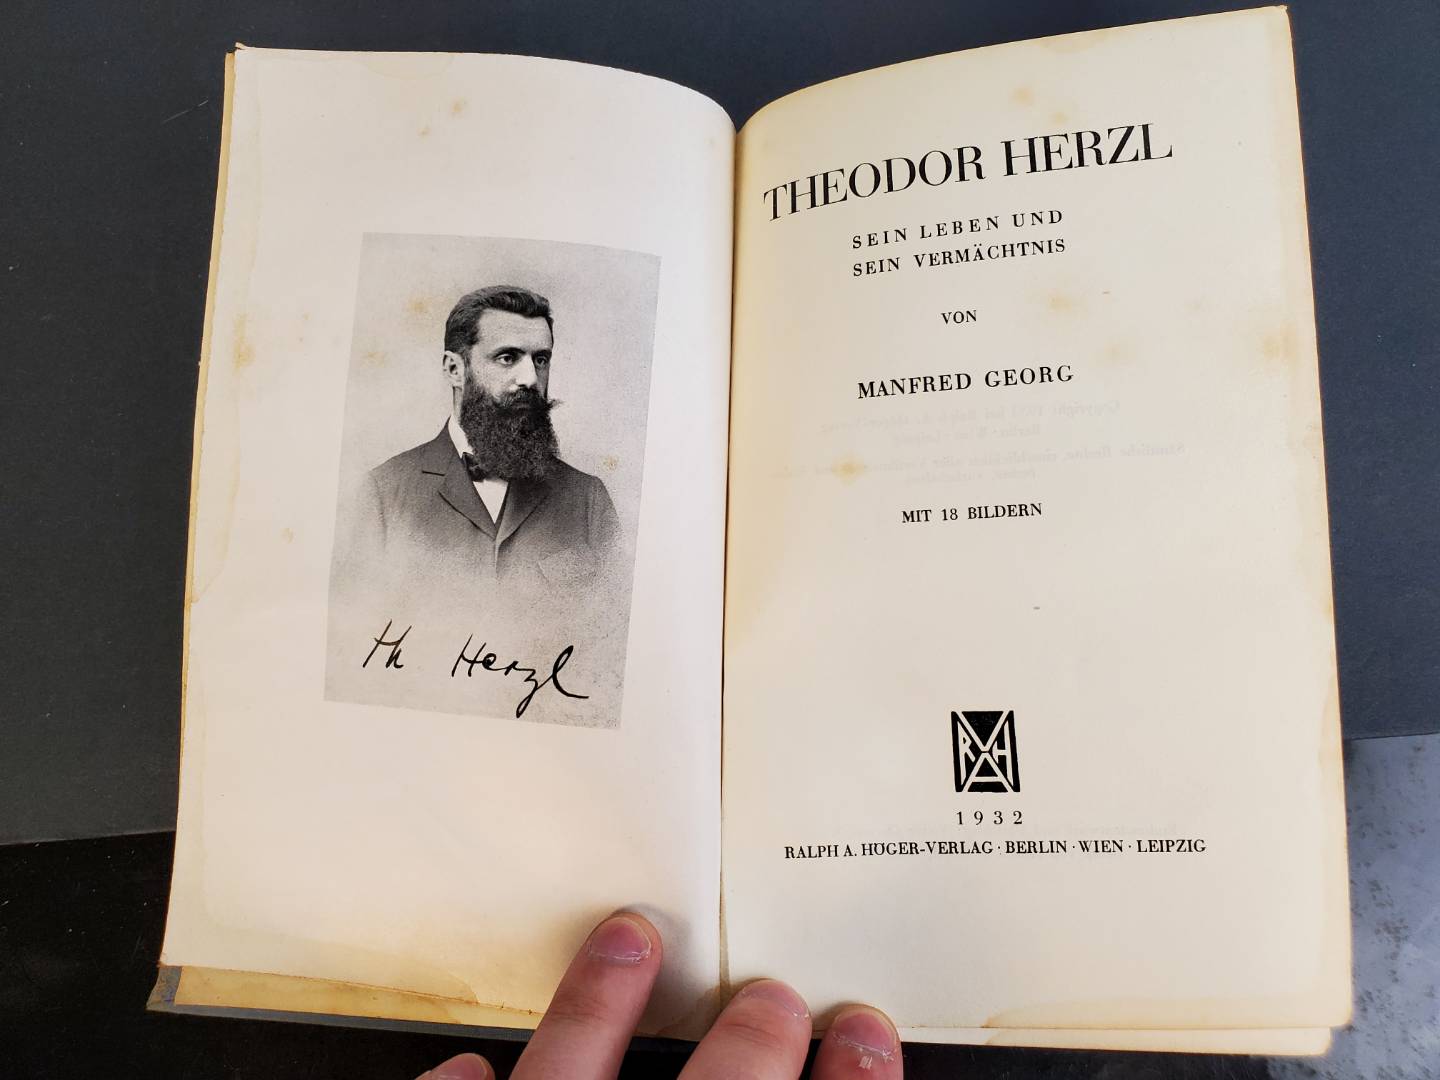 Th Herzl
THEODOR HERZL
SEIN LEBEN UND
SEIN VERMÄCHTNIS
VON
MANFRED GEORG
MIT 18 BILDERN
RAH
1932
RALPH A. HÖGER-VERLAG · BERLIN · WIEN · LEIPZIG